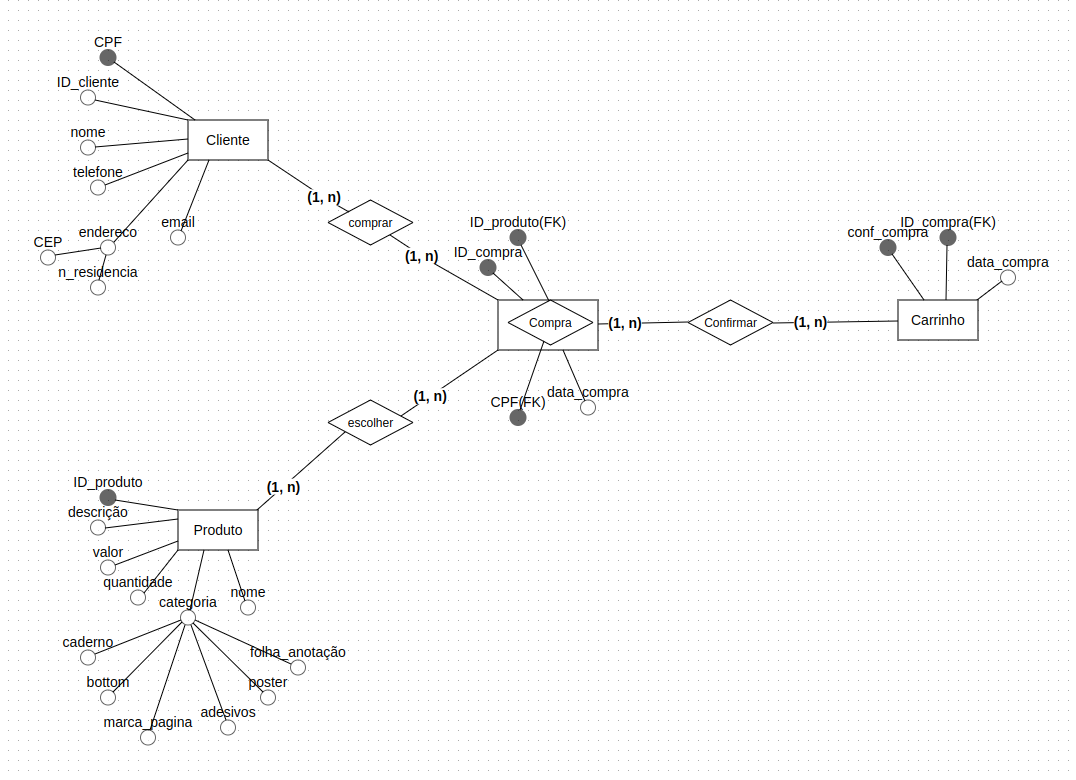 CPF
ID_cliente
nome
telefone
endereco
CEP
n_residencia
email
Cliente
(1, n)
comprar
(1, n)
ID_produto(FK)
ID_compra
Compra
CPF(FK)
data_compra
(1, n)
Confirmar
(1, n)
conf_compra
ID_compra(FK)
data_compra
Carrinho
(1, n)
escolher
(1, n)
ID_produto
descrição
valor
quantidade
categoria
nome
Produto
caderno
bottom
marca_pagina
adesivos
poster
folha_anotação